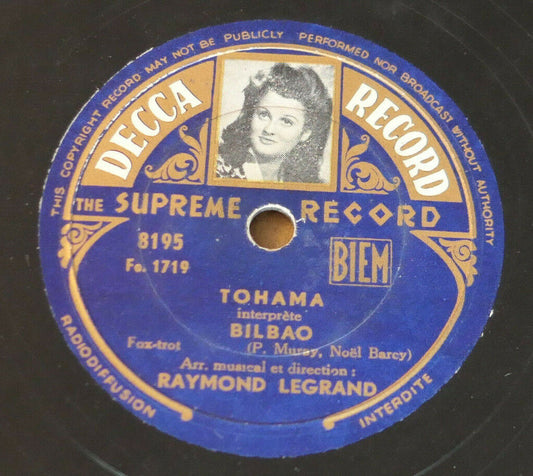 THIS COPYRIGHT RECORD MAY NOT BE PUBLICLY PERFORMED NOR BROADCAST WITHOUT AUTHORITY
DECCA RECORD
THE SUPREME RECORD
8195
Fo. 1719
BIEM
TOHAMA
interprète
BILBAO
Fox-trot
(P. Muray, Noël Barcy)
Arr. musical et direction :
RAYMOND LEGRAND
RADIODIFFUSION INTERDITE